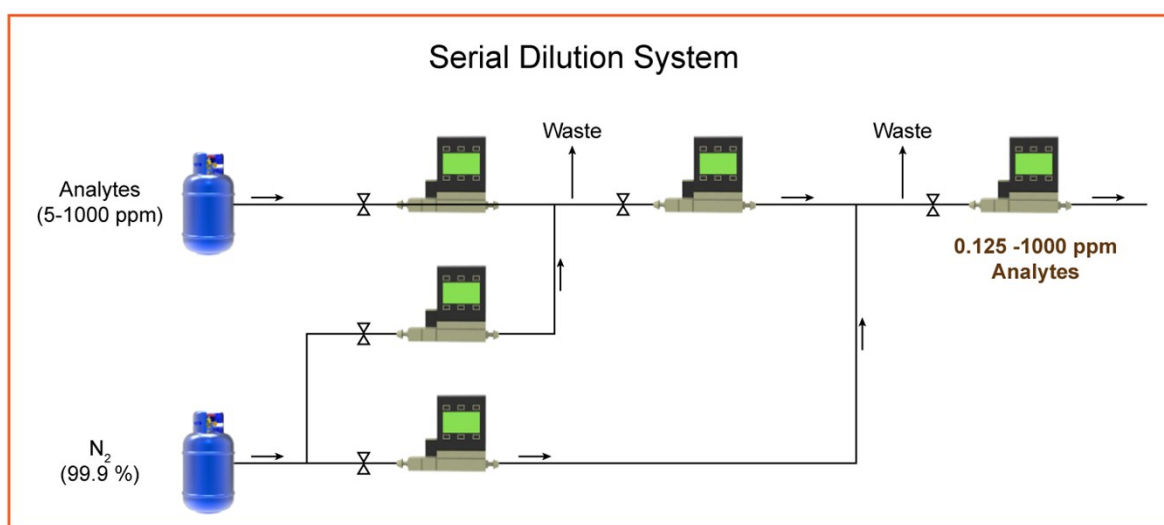 Serial Dilution System
Waste
Waste
Analytes
(5-1000 ppm)
0.125 -1000 ppm
Analytes
N₂
(99.9 %)